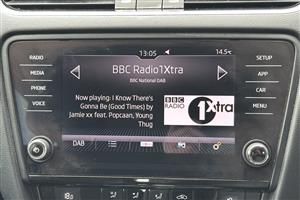 13:05
14.5°C
RADIO
MEDIA
PHONE
VOICE
SETUP
APP
CAR
MENU
BBC Radio1Xtra
BBC National DAB
Now playing: I Know There's
Gonna Be (Good Times) by
Jamie xx feat. Popcaan, Young
Thug
BBC
RADIO
1Xtra
DAB